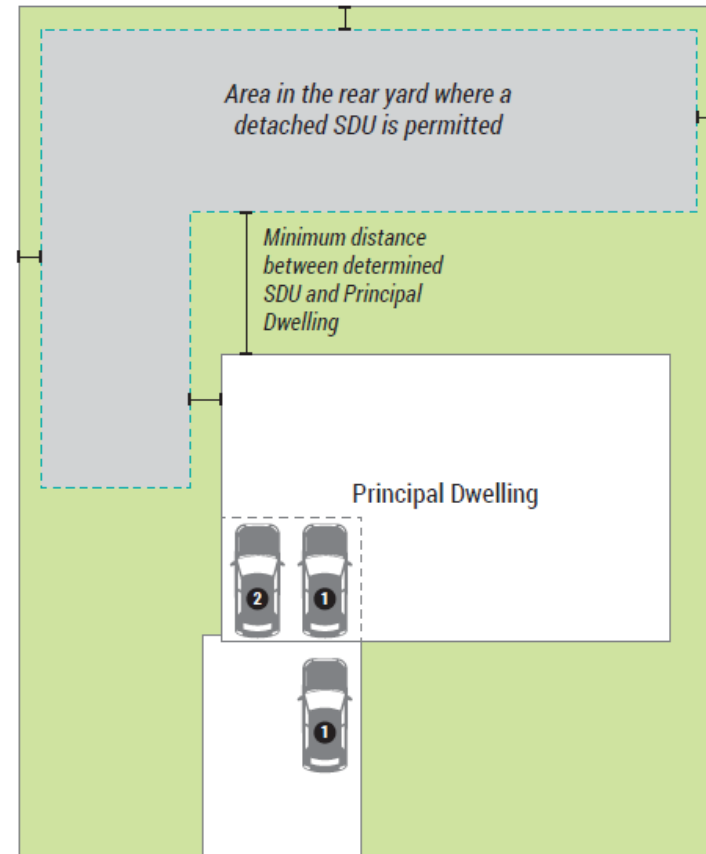 Area in the rear yard where a
detached SDU is permitted
Minimum distance
between determined
SDU and Principal
Dwelling
Principal Dwelling
2
1
1